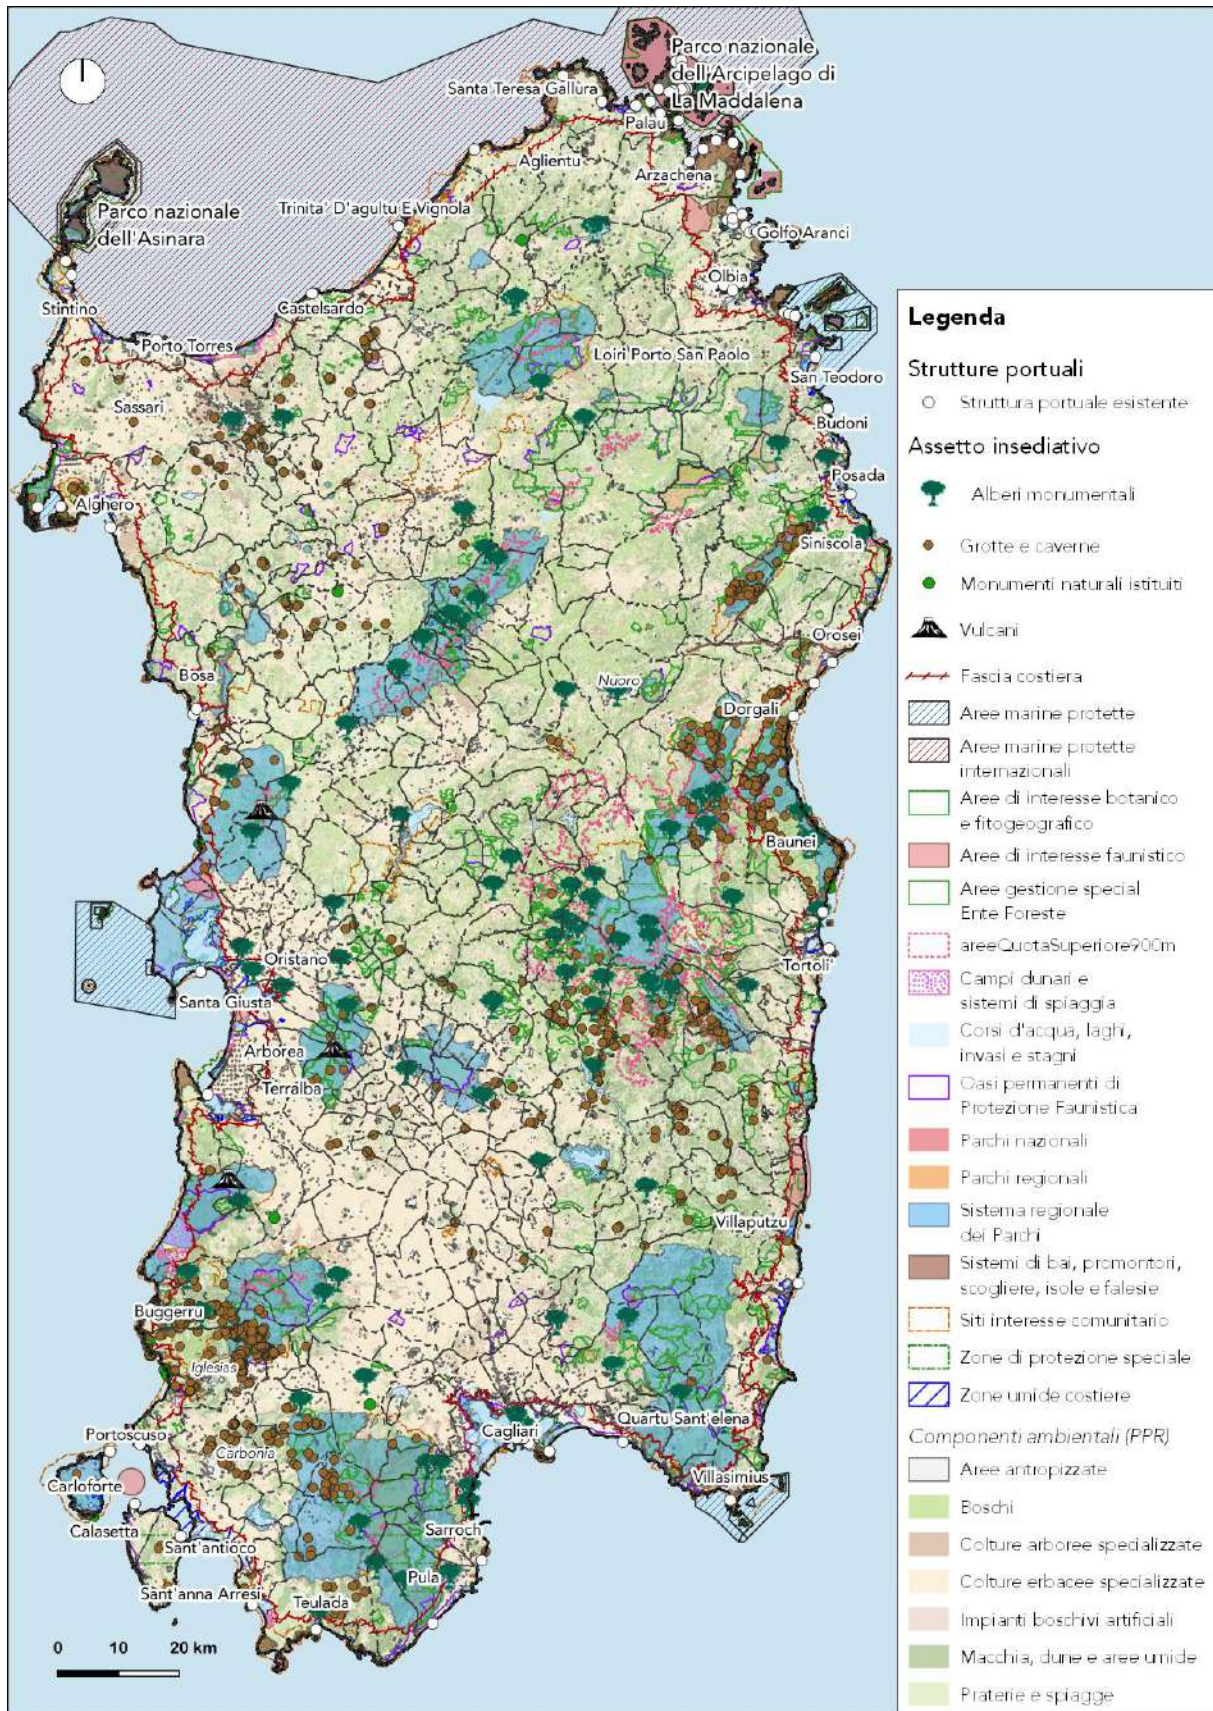 Parco nazionale
dell'Arcipelago di
La Maddalena
Santa Teresa Gallura
Palau
Aglientu
Arzachena
Parco nazionale
dell'Asinara
Trinita' D'agultu E Vignola
Golfo Aranci
Olbia
Stintino
Castelsardo
Porto Torres
Loiri Porto San Paolo
San Teodoro
Sassari
Budoni
Posada
Alghero
Siniscola
Orosei
Bosa
Nuoro
Dorgali
Baunei
Oristano
Tortoli'
Santa Giusta
Arborea
Terralba
Villaputzu
Buggerru
Iglesias
Quartu Sant'elena
Cagliari
Portoscuso
Carbonia
Villasimius
Carloforte
Calasetta
Sarroch
Sant'antioco
Pula
Sant'anna Arresi
Teulada
0 10 20 km
Legenda
Strutture portuali
Struttura portuale esistente
Assetto insediativo
Alberi monumentali
Grotte e caverne
Monumenti naturali istituiti
Vulcani
Fascia costiera
Aree marine protette
Aree marine protette
internazionali
Aree di interesse botanico
e fitogeografico
Aree di interesse faunistico
Aree gestione special
Ente Foreste
areeQuotaSuperiore900m
Campi dunari e
sistemi di spiaggia
Corsi d'acqua, laghi,
invasi e stagni
Oasi permanenti di
Protezione Faunistica
Parchi nazionali
Parchi regionali
Sistema regionale
dei Parchi
Sistemi di bai, promontori,
scogliere, isole e falesie
Siti interesse comunitario
Zone di protezione speciale
Zone umide costiere
Componenti ambientali (PPR)
Aree antropizzate
Boschi
Colture arboree specializzate
Colture erbacee specializzate
Impianti boschivi artificiali
Macchia, dune e aree umide
Praterie e spiagge